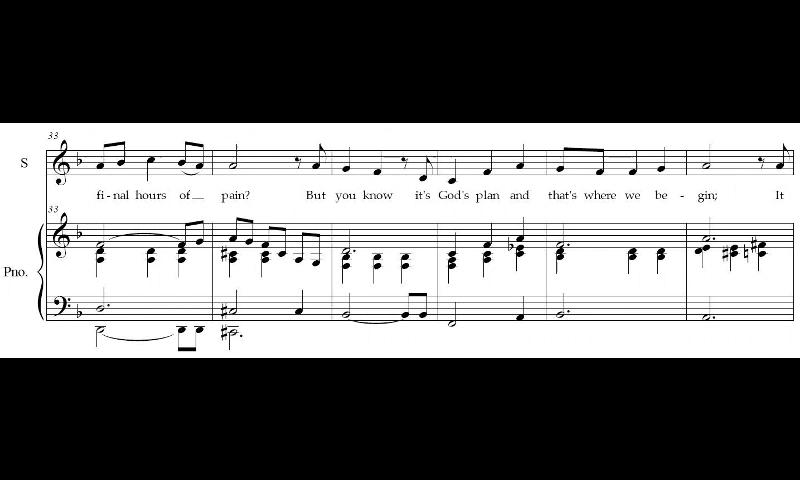 33
S
fi - nal hours of pain? But you know it's God's plan and that's where we be - gin; It
33
Pno.